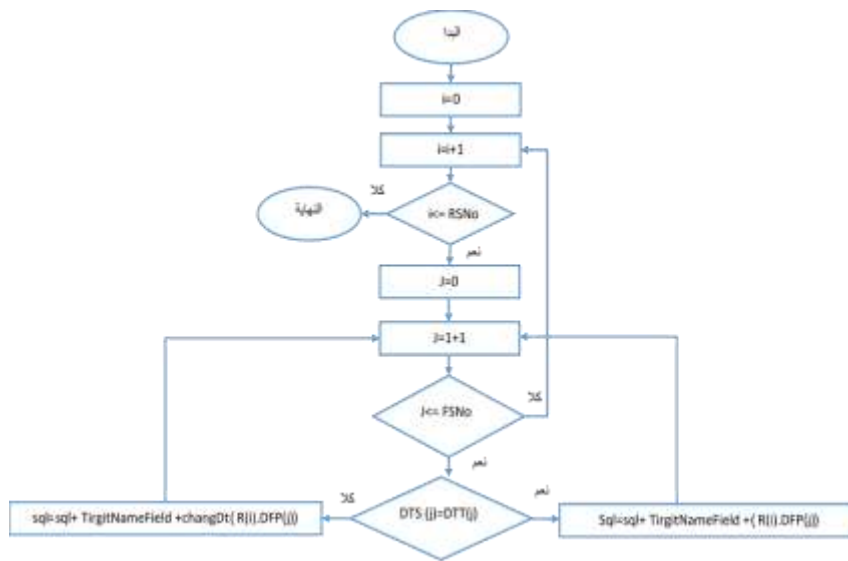 البدا
i=0
i=i+1
كلا
i<= RSNo
النهاية
نعم
J=0
J=1+1
J<= FSNo
كلا
نعم
DTS (j)=DTT(j)
كلا
نعم
sql=sql+ TirgitNameField +changDt( R(i).DFP(j))
Sql=sql+ TirgitNameField +( R(i).DFP(j))